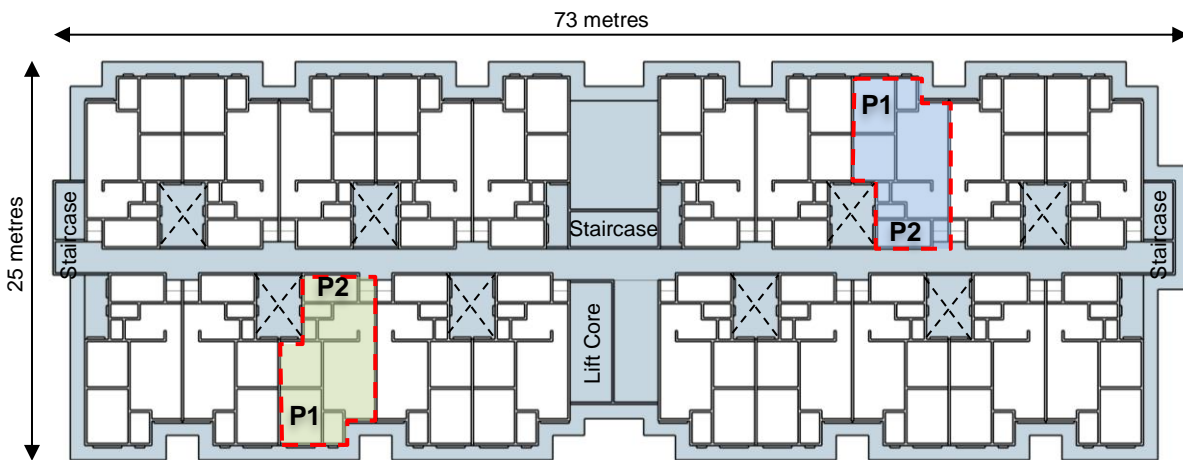 73 metres
25 metres
P1
P2
Staircase
Staircase
Staircase
P2
P1
Lift Core